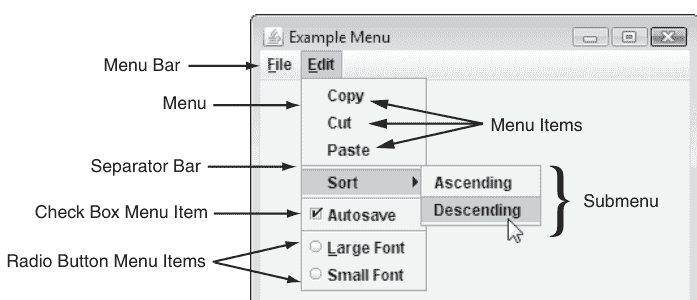 Example Menu
Menu Bar
File Edit
Menu
Copy
Cut
Menu Items
Paste
Separator Bar
Sort
Ascending
Submenu
Check Box Menu Item
Autosave
Descending
Radio Button Menu Items
Large Font
Small Font